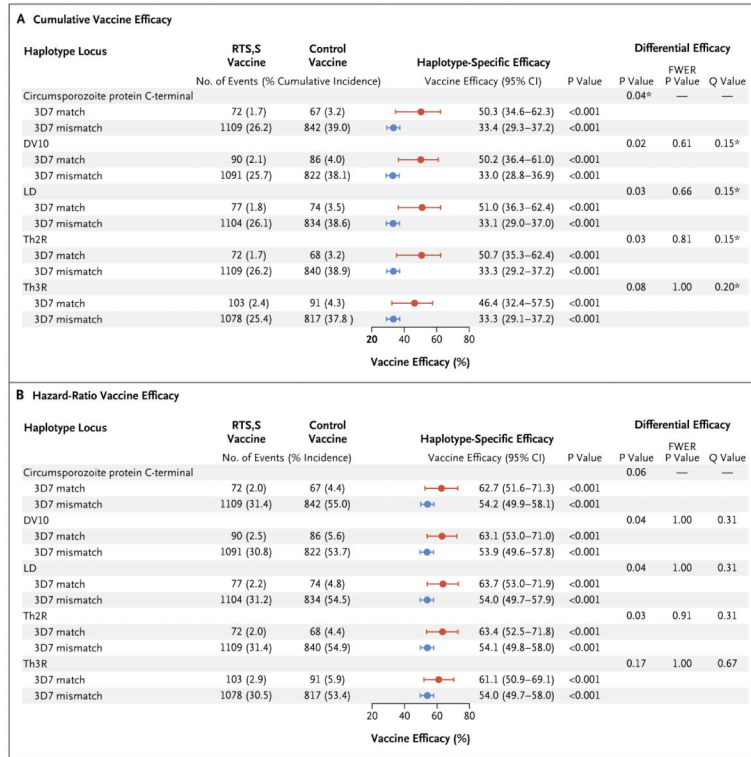 A Cumulative Vaccine Efficacy
Haplotype Locus RTS,S Vaccine Control Vaccine Haplotype-Specific Efficacy Differential Efficacy
No. of Events (% Cumulative Incidence) Vaccine Efficacy (95% CI) P Value P Value FWER P Value Q Value
Circumsporozoite protein C-terminal 0.04* — —
3D7 match 72 (1.7) 67 (3.2) 50.3 (34.6–62.3) <0.001
3D7 mismatch 1109 (26.2) 842 (39.0) 33.4 (29.3–37.2) <0.001
DV10 0.02 0.61 0.15*
3D7 match 90 (2.1) 86 (4.0) 50.2 (36.4–61.0) <0.001
3D7 mismatch 1091 (25.7) 822 (38.1) 33.0 (28.8–36.9) <0.001
LD 0.03 0.66 0.15*
3D7 match 77 (1.8) 74 (3.5) 51.0 (36.3–62.4) <0.001
3D7 mismatch 1104 (26.1) 834 (38.6) 33.1 (29.0–37.0) <0.001
Th2R 0.03 0.81 0.15*
3D7 match 72 (1.7) 68 (3.2) 50.7 (35.3–62.4) <0.001
3D7 mismatch 1109 (26.2) 840 (38.9) 33.3 (29.2–37.2) <0.001
Th3R 0.08 1.00 0.20*
3D7 match 103 (2.4) 91 (4.3) 46.4 (32.4–57.5) <0.001
3D7 mismatch 1078 (25.4) 817 (37.8 ) 33.3 (29.1–37.2) <0.001
20 40 60 80
Vaccine Efficacy (%)
B Hazard-Ratio Vaccine Efficacy
Haplotype Locus RTS,S Vaccine Control Vaccine Haplotype-Specific Efficacy Differential Efficacy
No. of Events (% Incidence) Vaccine Efficacy (95% CI) P Value P Value FWER P Value Q Value
Circumsporozoite protein C-terminal 0.06 — —
3D7 match 72 (2.0) 67 (4.4) 62.7 (51.6–71.3) <0.001
3D7 mismatch 1109 (31.4) 842 (55.0) 54.2 (49.9–58.1) <0.001
DV10 0.04 1.00 0.31
3D7 match 90 (2.5) 86 (5.6) 63.1 (53.0–71.0) <0.001
3D7 mismatch 1091 (30.8) 822 (53.7) 53.9 (49.6–57.8) <0.001
LD 0.04 1.00 0.31
3D7 match 77 (2.2) 74 (4.8) 63.7 (53.0–71.9) <0.001
3D7 mismatch 1104 (31.2) 834 (54.5) 54.0 (49.7–57.9) <0.001
Th2R 0.03 0.91 0.31
3D7 match 72 (2.0) 68 (4.4) 63.4 (52.5–71.8) <0.001
3D7 mismatch 1109 (31.4) 840 (54.9) 54.1 (49.8–58.0) <0.001
Th3R 0.17 1.00 0.67
3D7 match 103 (2.9) 91 (5.9) 61.1 (50.9–69.1) <0.001
3D7 mismatch 1078 (30.5) 817 (53.4) 54.0 (49.7–58.0) <0.001
20 40 60 80
Vaccine Efficacy (%)